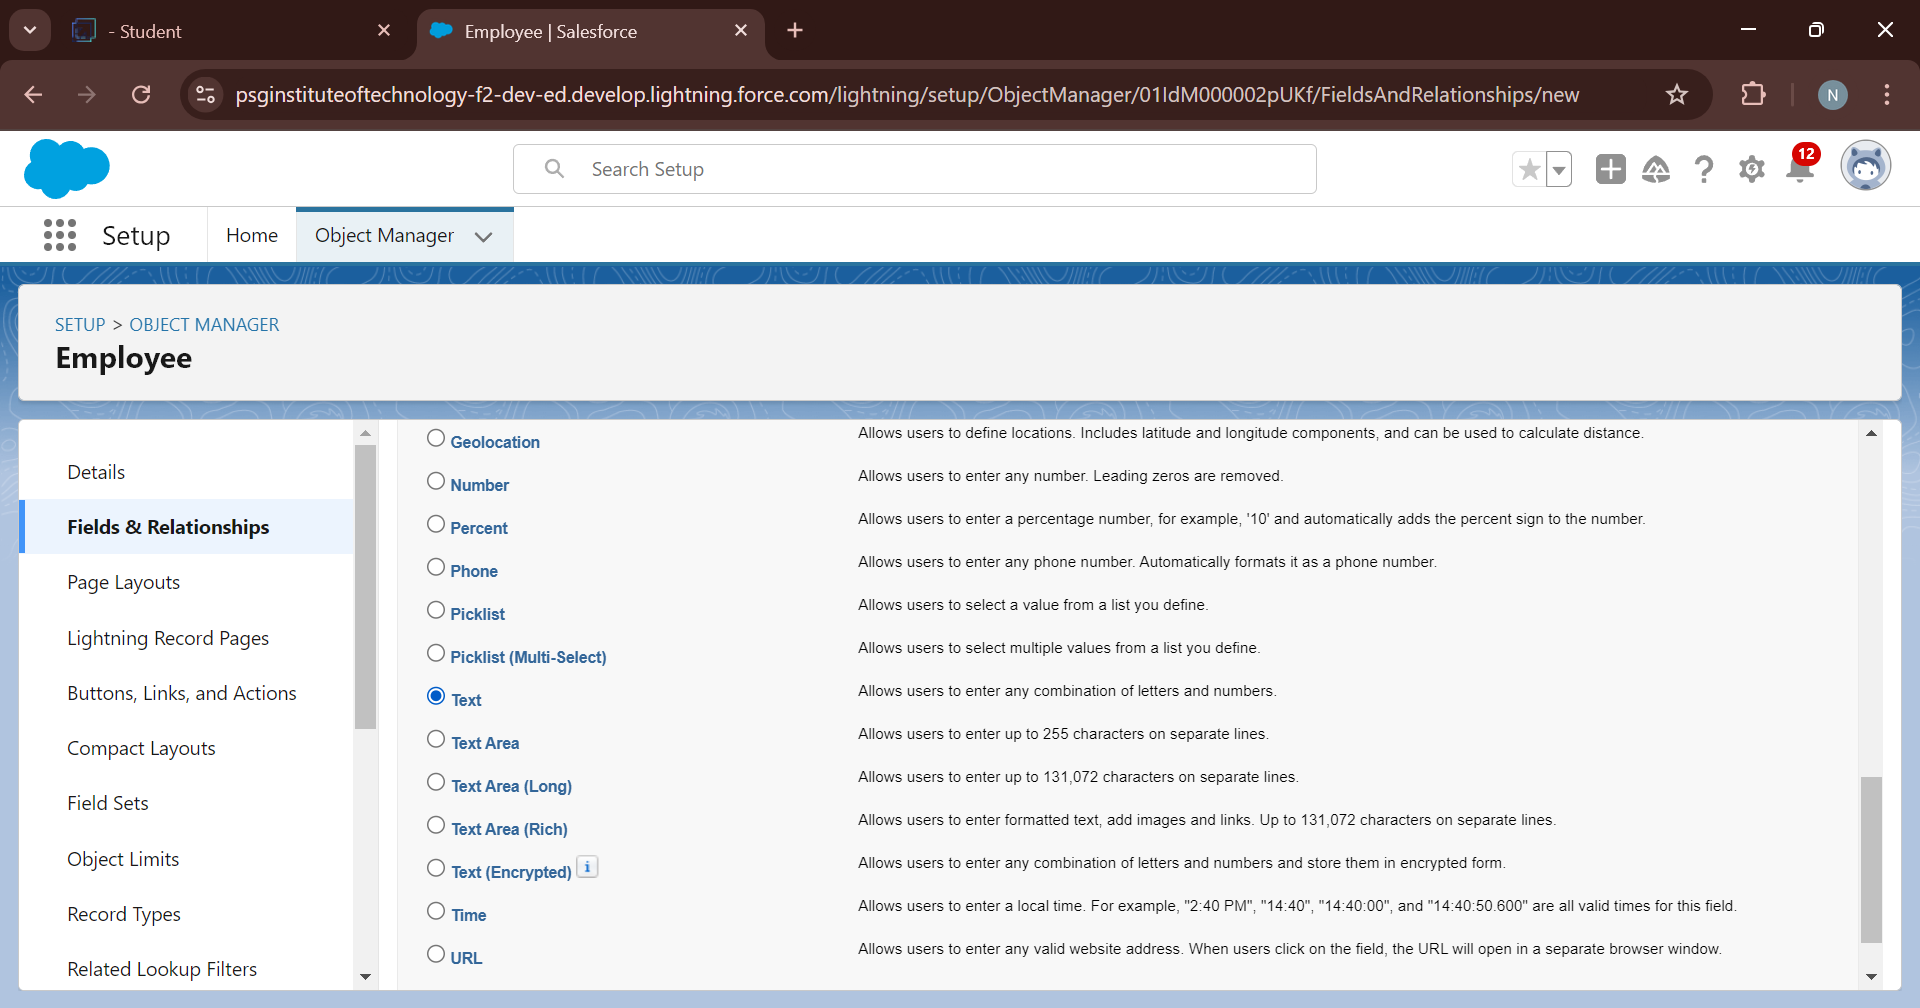 - Student
Employee | Salesforce
psginstituteoftechnology-f2-dev-ed.develop.lightning.force.com/lightning/setup/ObjectManager/01IdM000002pUKf/FieldsAndRelationships/new
N
Search Setup
12
Setup
Home
Object Manager
SETUP > OBJECT MANAGER
Employee
Details
Fields & Relationships
Page Layouts
Lightning Record Pages
Buttons, Links, and Actions
Compact Layouts
Field Sets
Object Limits
Record Types
Related Lookup Filters
Geolocation Allows users to define locations. Includes latitude and longitude components, and can be used to calculate distance.
Number Allows users to enter any number. Leading zeros are removed.
Percent Allows users to enter a percentage number, for example, '10' and automatically adds the percent sign to the number.
Phone Allows users to enter any phone number. Automatically formats it as a phone number.
Picklist Allows users to select a value from a list you define.
Picklist (Multi-Select) Allows users to select multiple values from a list you define.
Text Allows users to enter any combination of letters and numbers.
Text Area Allows users to enter up to 255 characters on separate lines.
Text Area (Long) Allows users to enter up to 131,072 characters on separate lines.
Text Area (Rich) Allows users to enter formatted text, add images and links. Up to 131,072 characters on separate lines.
Text (Encrypted) i Allows users to enter any combination of letters and numbers and store them in encrypted form.
Time Allows users to enter a local time. For example, "2:40 PM", "14:40", "14:40:00", and "14:40:50.600" are all valid times for this field.
URL Allows users to enter any valid website address. When users click on the field, the URL will open in a separate browser window.